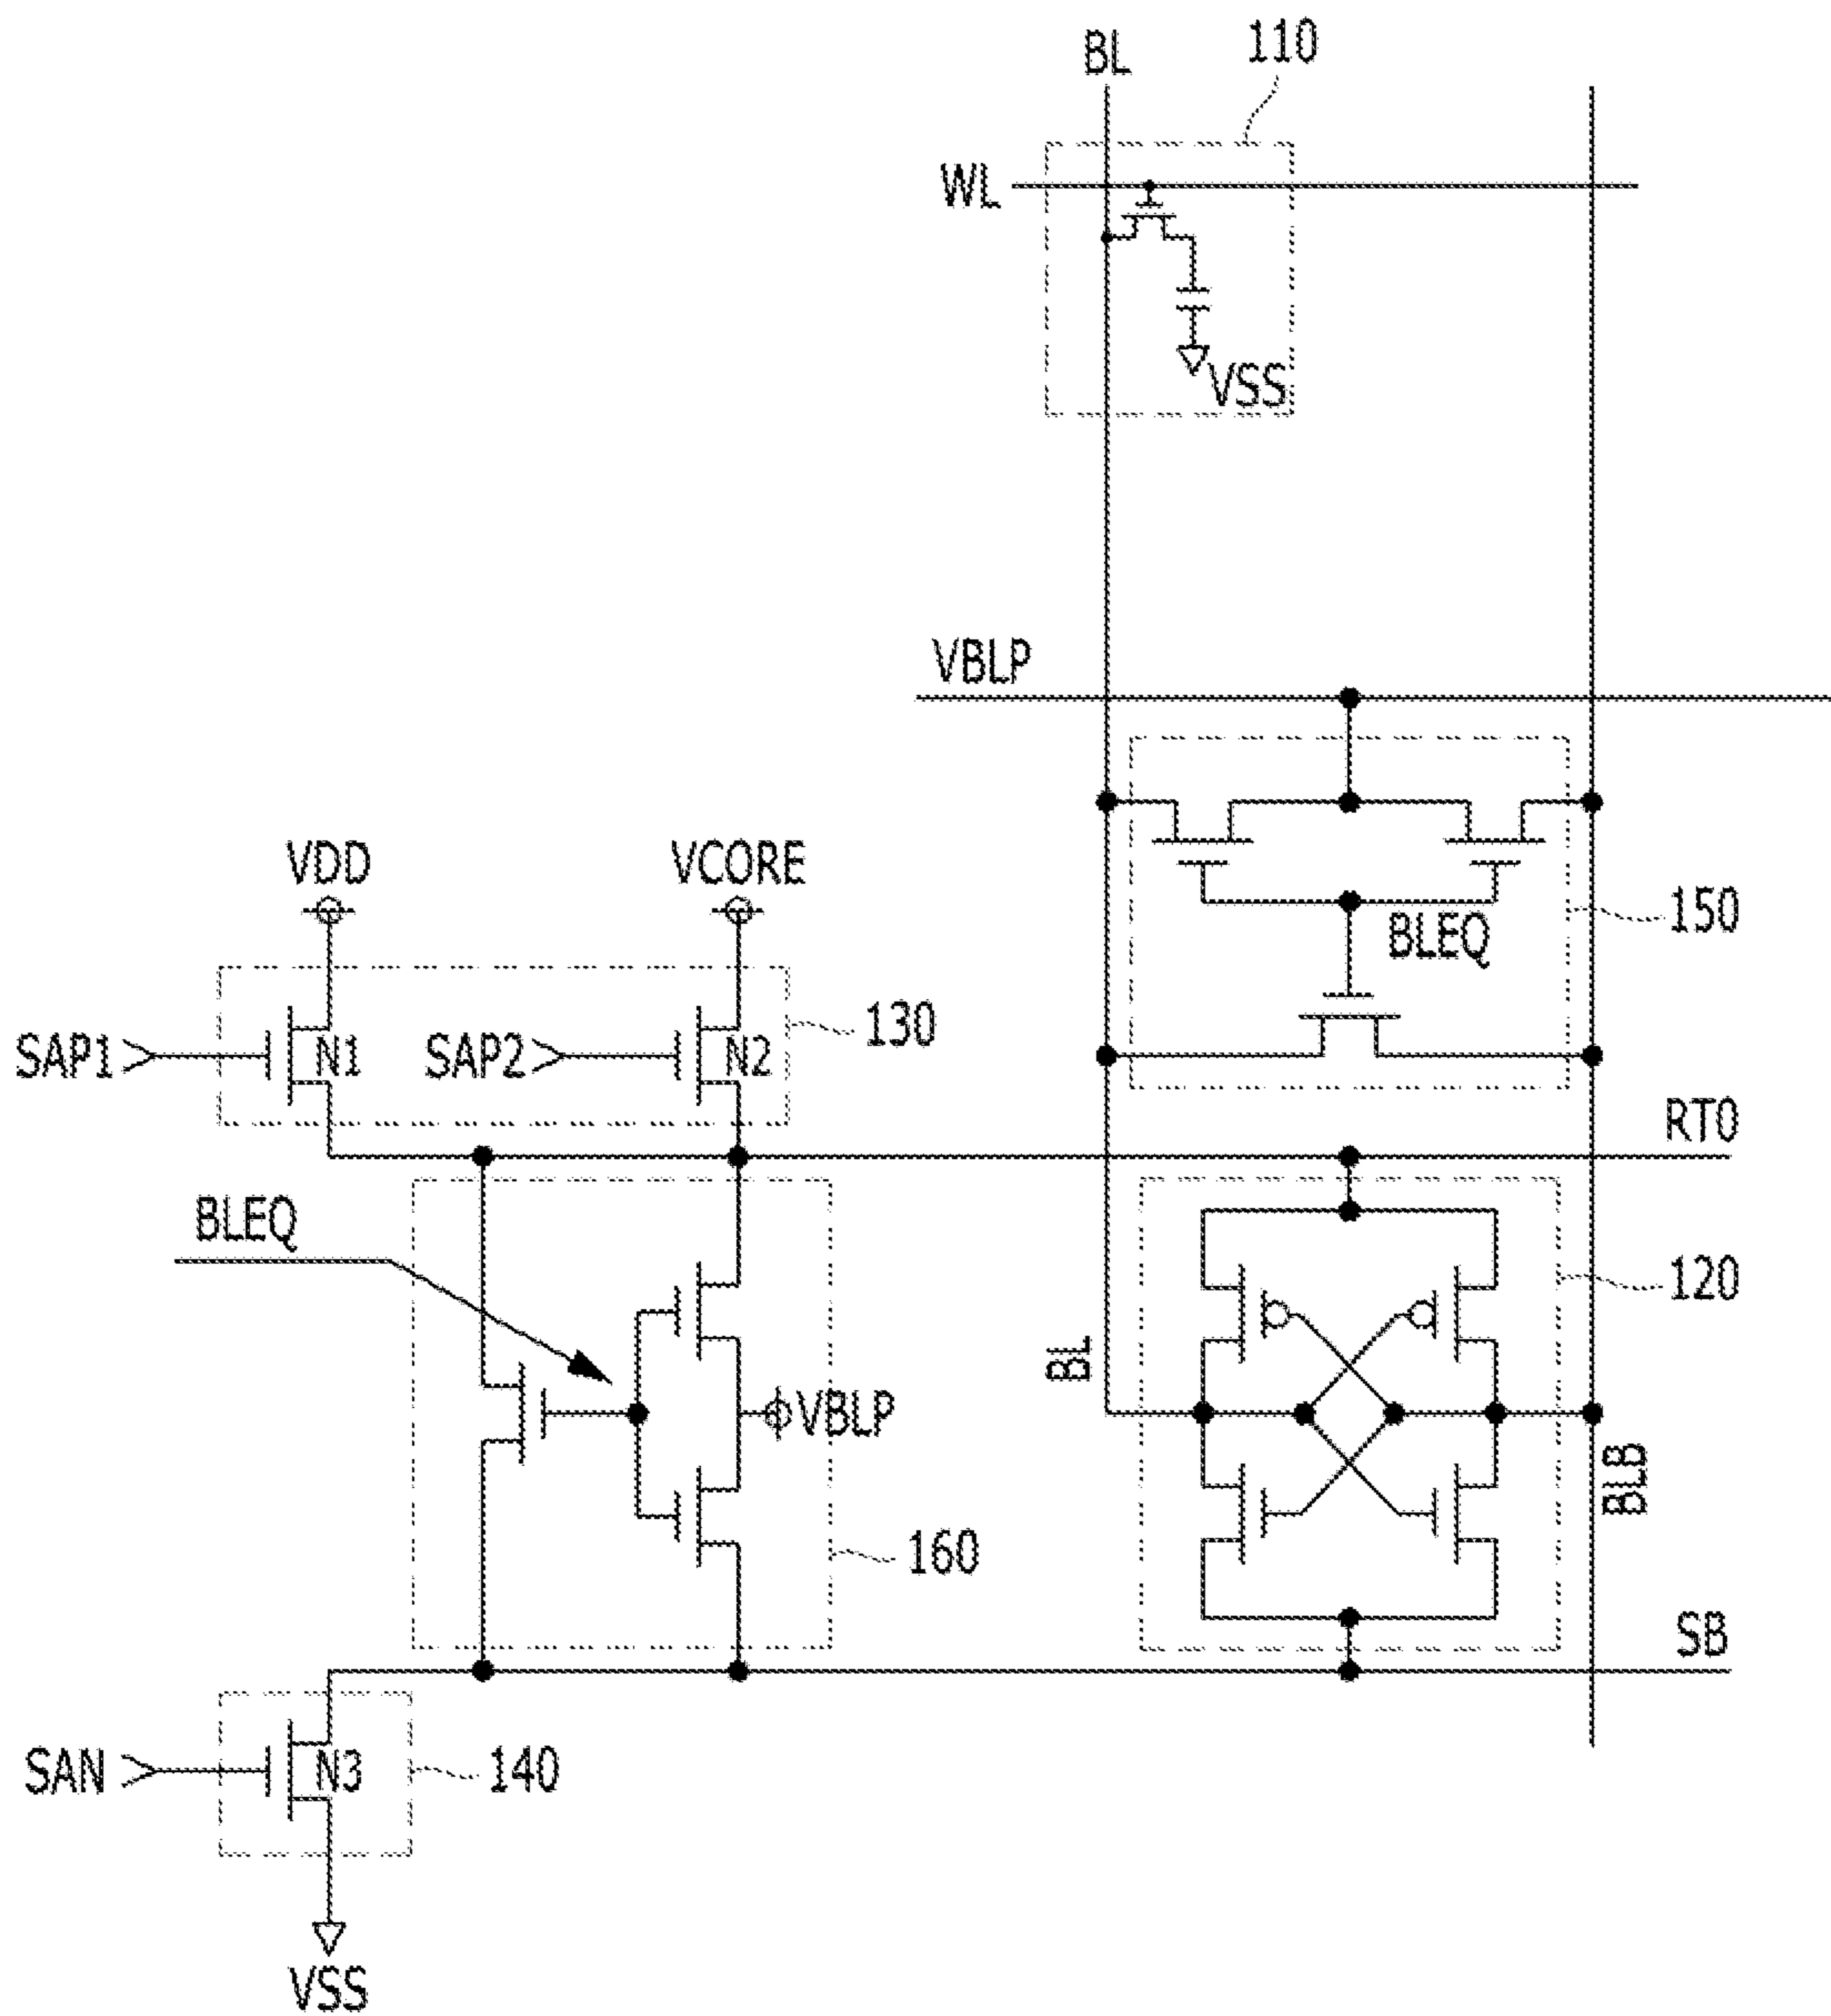 BL
110
WL
VSS
VBLP
VDD
VCORE
150
BLEQ
SAP1
N1
SAP2
N2
130
RT0
BLEQ
120
BL
VBLP
BLB
160
SB
SAN
N3
140
VSS